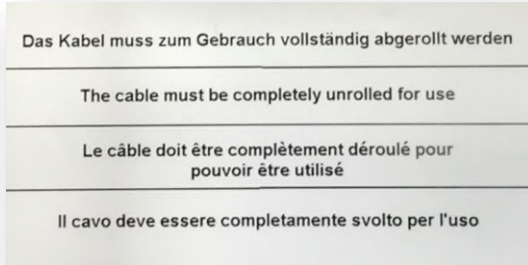 Das Kabel muss zum Gebrauch vollständig abgerollt werden
The cable must be completely unrolled for use
Le câble doit être complètement déroulé pour
pouvoir être utilisé
Il cavo deve essere completamente svolto per l'uso